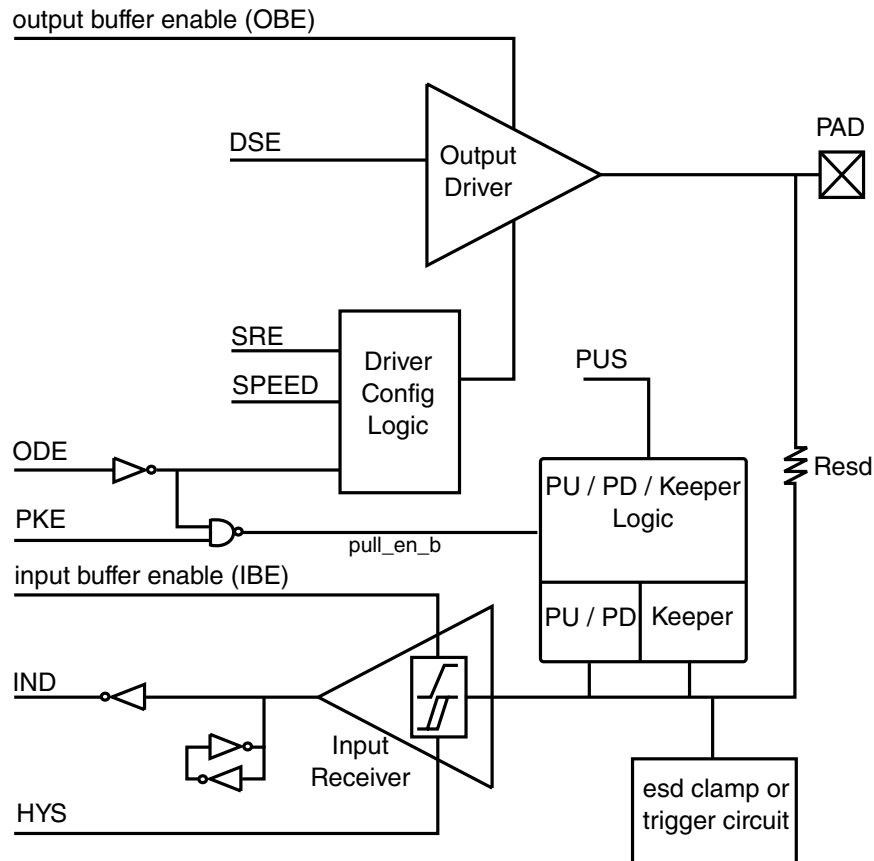 output buffer enable (OBE)
PAD
DSE
Output
Driver
SRE
SPEED
Driver
Config
Logic
PUS
ODE
PKE
pull_en_b
PU / PD / Keeper
Logic
Resd
input buffer enable (IBE)
PU / PD
Keeper
IND
Input
Receiver
HYS
esd clamp or
trigger circuit